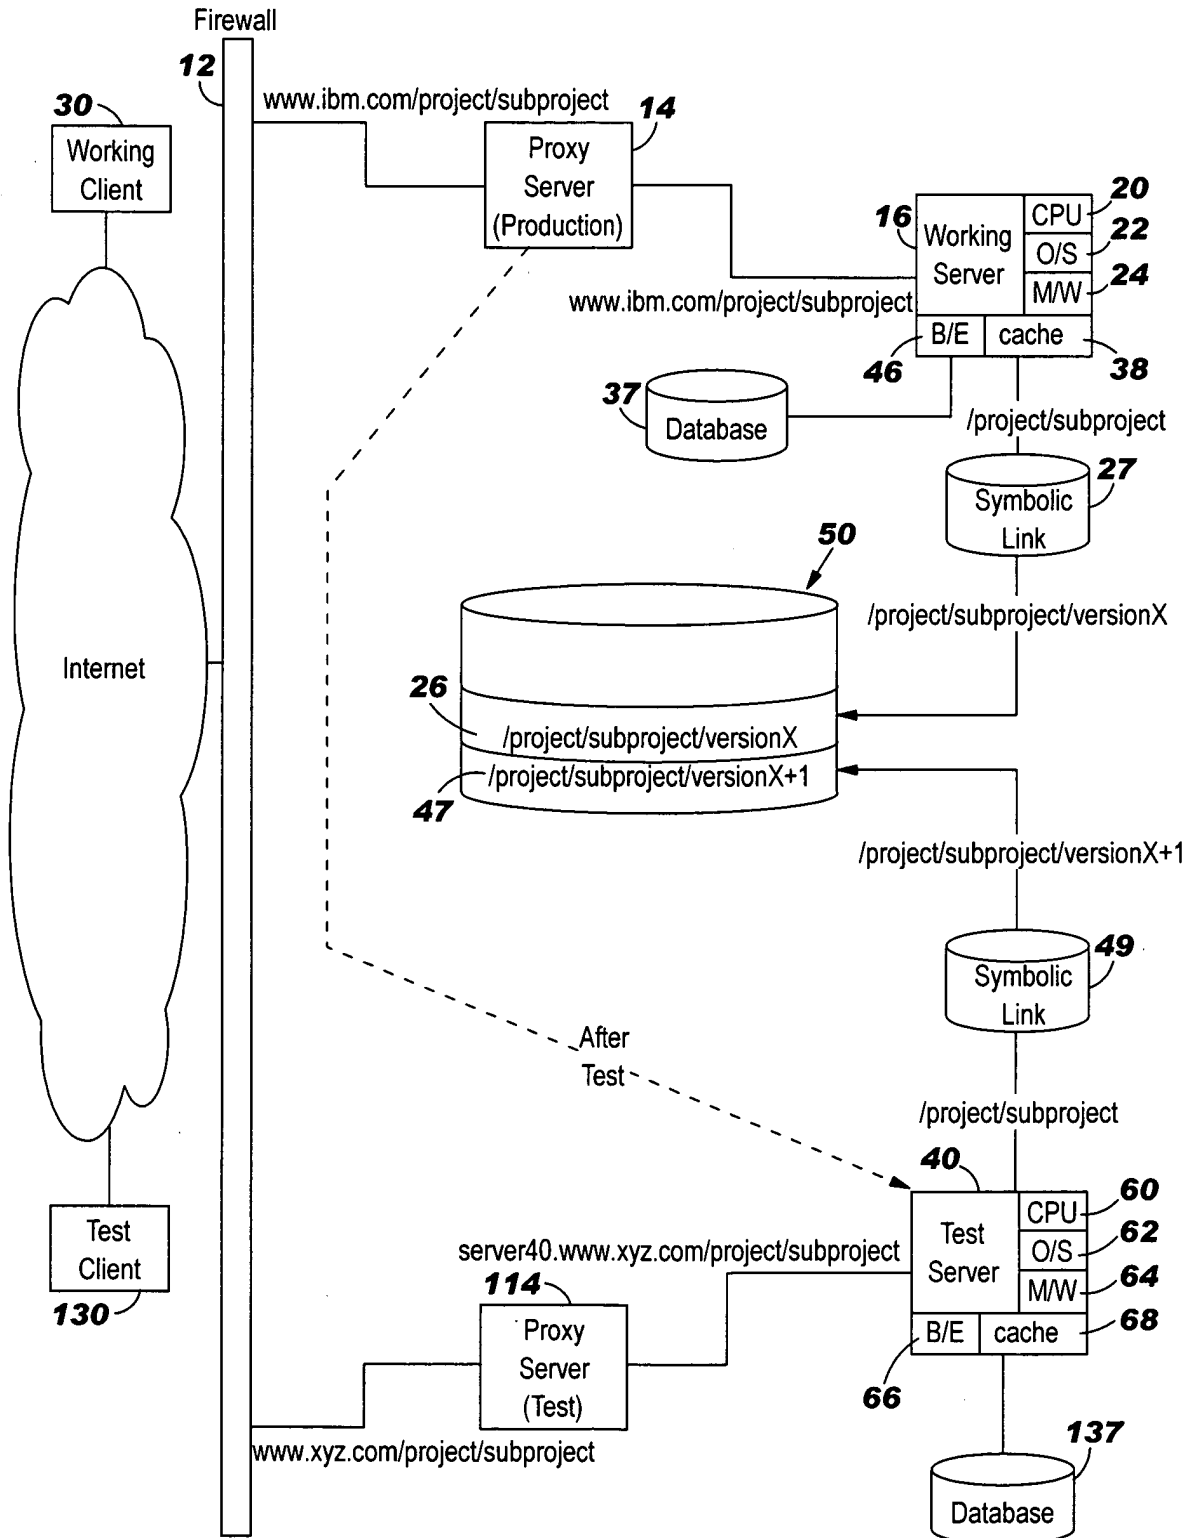 Firewall
12
www.ibm.com/project/subproject
30
Working
Client
14
Proxy
Server
(Production)
16
Working
Server
CPU
20
O/S
22
M/W
24
www.ibm.com/project/subproject
B/E
cache
46
38
37
Database
/project/subproject
27
Symbolic
Link
50
/project/subproject/versionX
Internet
26
/project/subproject/versionX
/project/subproject/versionX+1
47
/project/subproject/versionX+1
49
Symbolic
Link
After
Test
/project/subproject
40
Test
Server
CPU
60
O/S
62
M/W
64
Test
Client
130
server40.www.xyz.com/project/subproject
114
Proxy
Server
(Test)
B/E
cache
68
66
www.xyz.com/project/subproject
137
Database